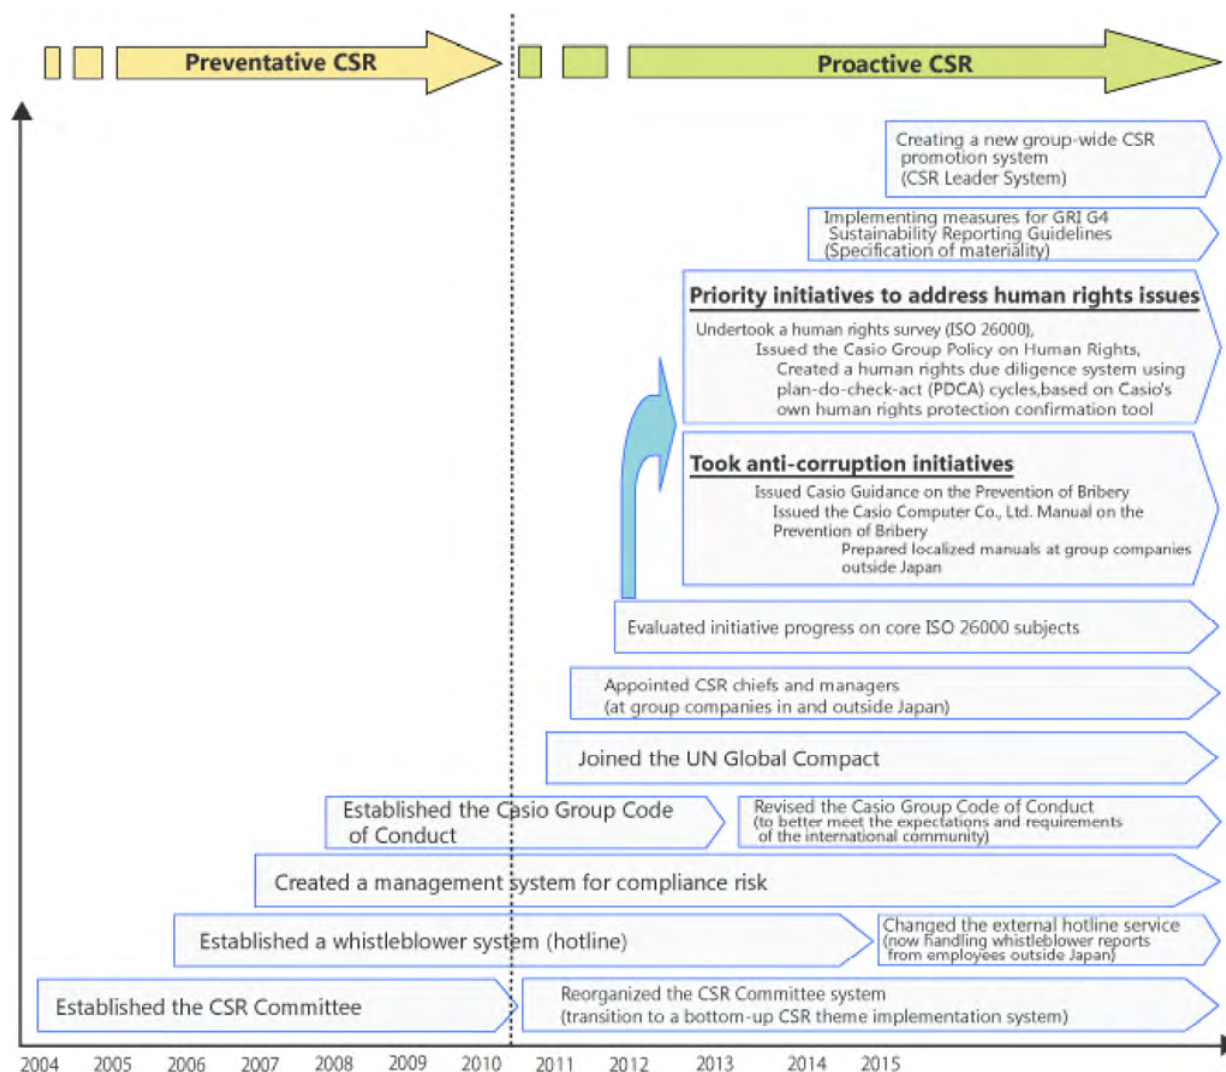 Preventative CSR
Proactive CSR
Creating a new group-wide CSR
promotion system
(CSR Leader System)
Implementing measures for GRI G4
Sustainability Reporting Guidelines
(Specification of materiality)
Priority initiatives to address human rights issues
Undertook a human rights survey (ISO 26000),
Issued the Casio Group Policy on Human Rights,
Created a human rights due diligence system using
plan-do-check-act (PDCA) cycles,based on Casio's
own human rights protection confirmation tool
Took anti-corruption initiatives
Issued Casio Guidance on the Prevention of Bribery
Issued the Casio Computer Co., Ltd. Manual on the
Prevention of Bribery
Prepared localized manuals at group companies
outside Japan
Evaluated initiative progress on core ISO 26000 subjects
Appointed CSR chiefs and managers
(at group companies in and outside Japan)
Joined the UN Global Compact
Established the Casio Group Code
of Conduct
Revised the Casio Group Code of Conduct
(to better meet the expectations and requirements
of the international community)
Created a management system for compliance risk
Established a whistleblower system (hotline)
Changed the external hotline service
(now handling whistleblower reports
from employees outside Japan)
Established the CSR Committee
Reorganized the CSR Committee system
(transition to a bottom-up CSR theme implementation system)
2004 2005 2006 2007 2008 2009 2010 2011 2012 2013 2014 2015